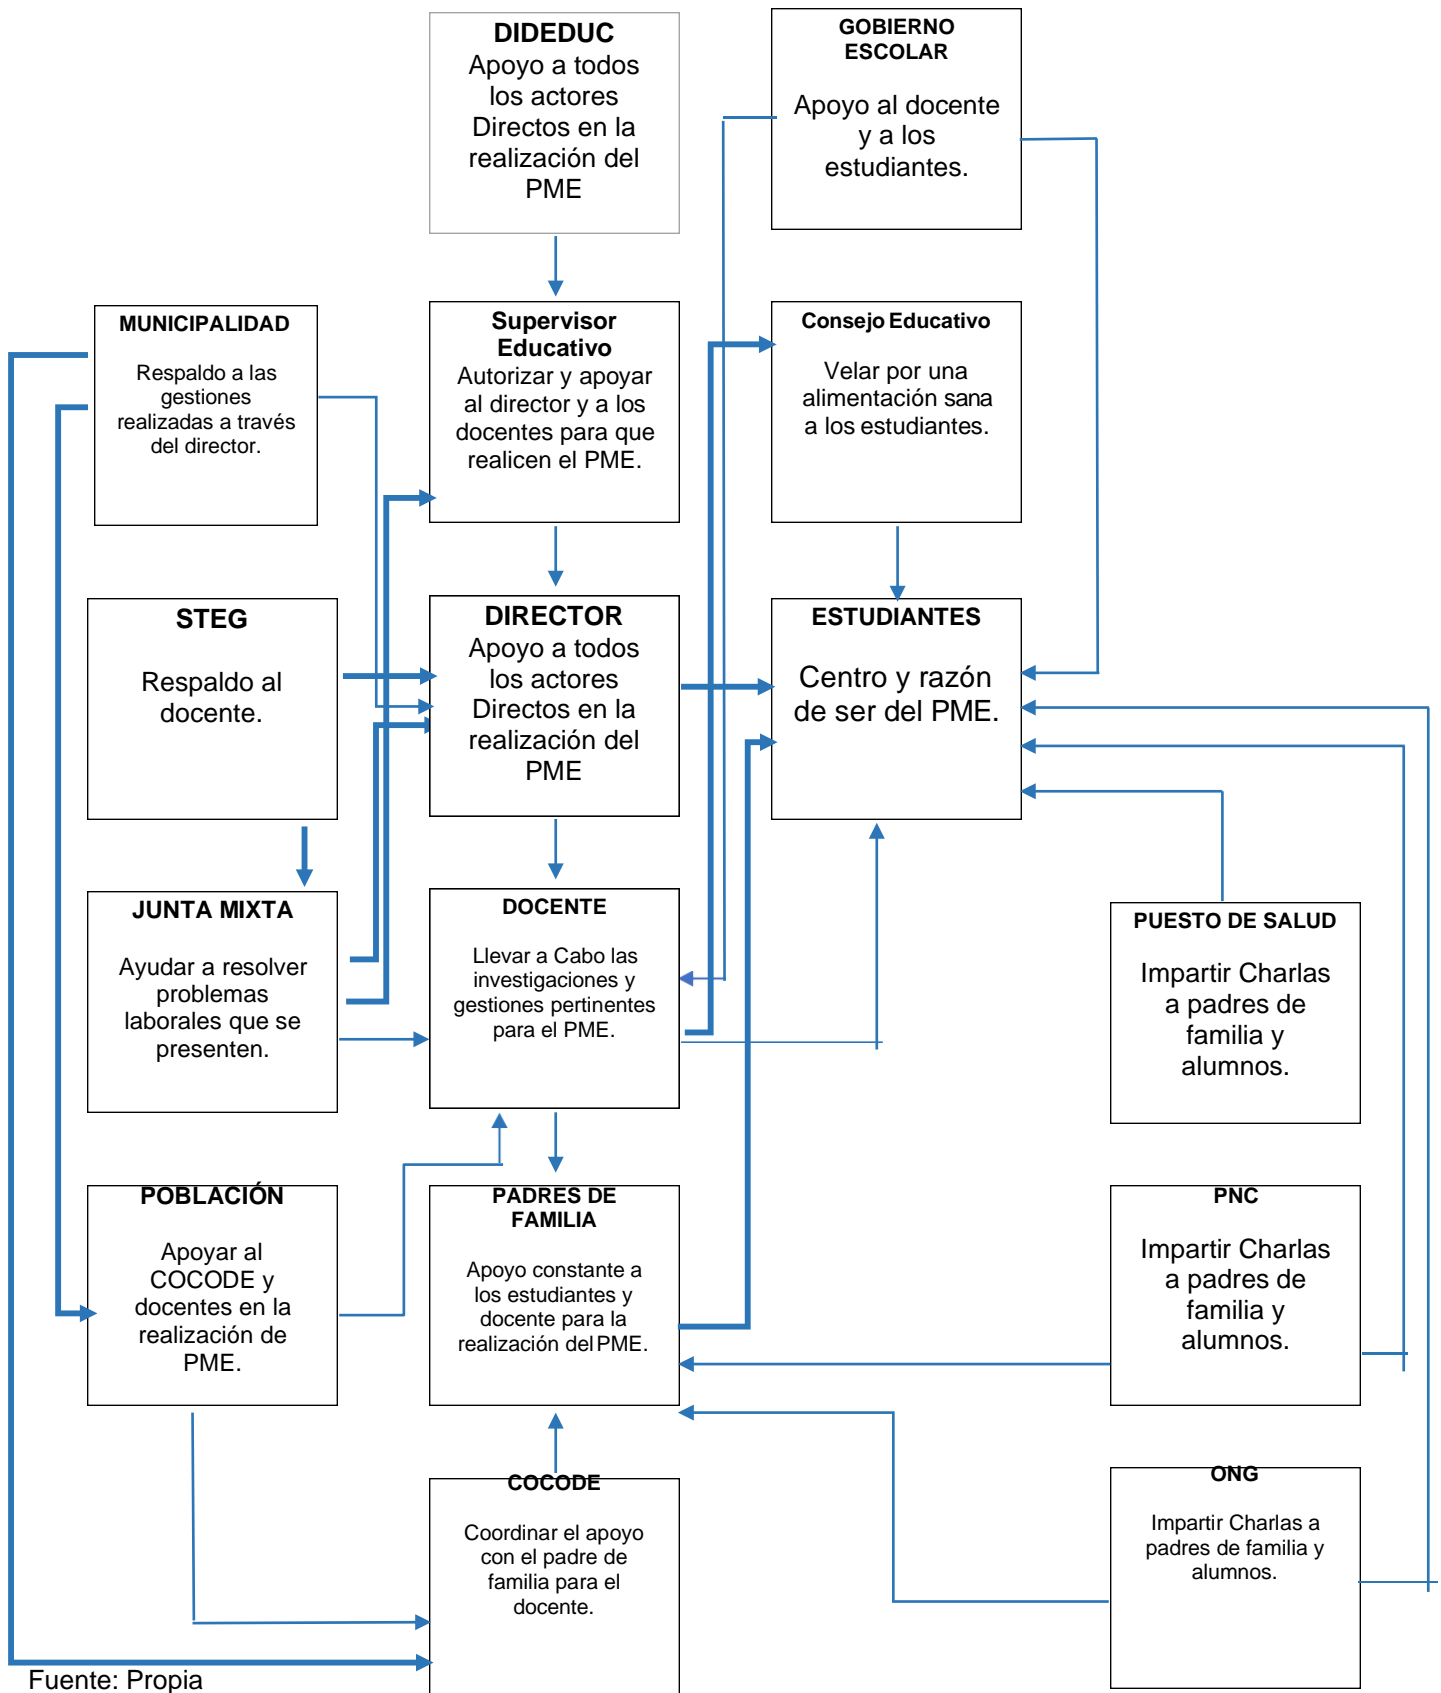 DIDEDUC
Apoyo a todos
los actores
Directos en la
realización del
PME
GOBIERNO
ESCOLAR
Apoyo al docente
y a los
estudiantes.
MUNICIPALIDAD
Respaldo a las
gestiones
realizadas a través
del director.
Supervisor
Educativo
Autorizar y apoyar
al director y a los
docentes para que
realicen el PME.
Consejo Educativo
Velar por una
alimentación sana
a los estudiantes.
STEG
Respaldo al
docente.
DIRECTOR
Apoyo a todos
los actores
Directos en la
realización del
PME
ESTUDIANTES
Centro y razón
de ser del PME.
JUNTA MIXTA
Ayudar a resolver
problemas
laborales que se
presenten.
DOCENTE
Llevar a Cabo las
investigaciones y
gestiones pertinentes
para el PME.
PUESTO DE SALUD
Impartir Charlas
a padres de
familia y
alumnos.
POBLACIÓN
Apoyar al
COCODE y
docentes en la
realización de
PME.
PADRES DE
FAMILIA
Apoyo constante a
los estudiantes y
docente para la
realización del PME.
PNC
Impartir Charlas
a padres de
familia y
alumnos.
COCODE
Coordinar el apoyo
con el padre de
familia para el
docente.
ONG
Impartir Charlas a
padres de familia y
alumnos.
Fuente: Propia